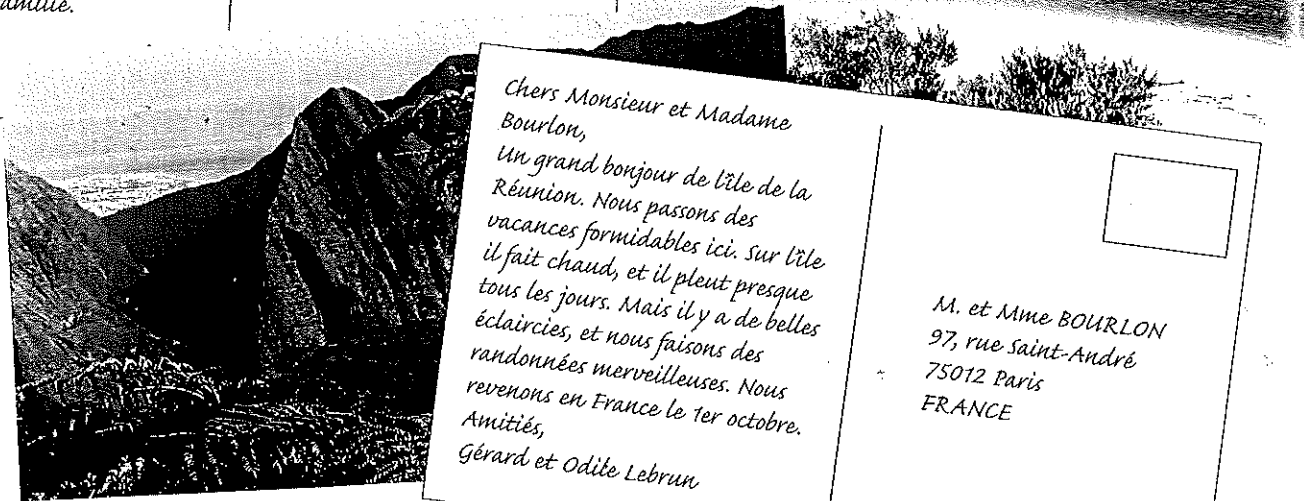 famille.
Chers Monsieur et Madame
Bourlon,
Un grand bonjour de l'île de la
Réunion. Nous passons des
vacances formidables ici. Sur l'île
il fait chaud, et il pleut presque
tous les jours. Mais il y a de belles
éclaircies, et nous faisons des
randonnées merveilleuses. Nous
revenons en France le 1er octobre.
Amitiés,
Gérard et Odile Lebrun
M. et Mme BOURLON
97, rue Saint-André
75012 Paris
FRANCE